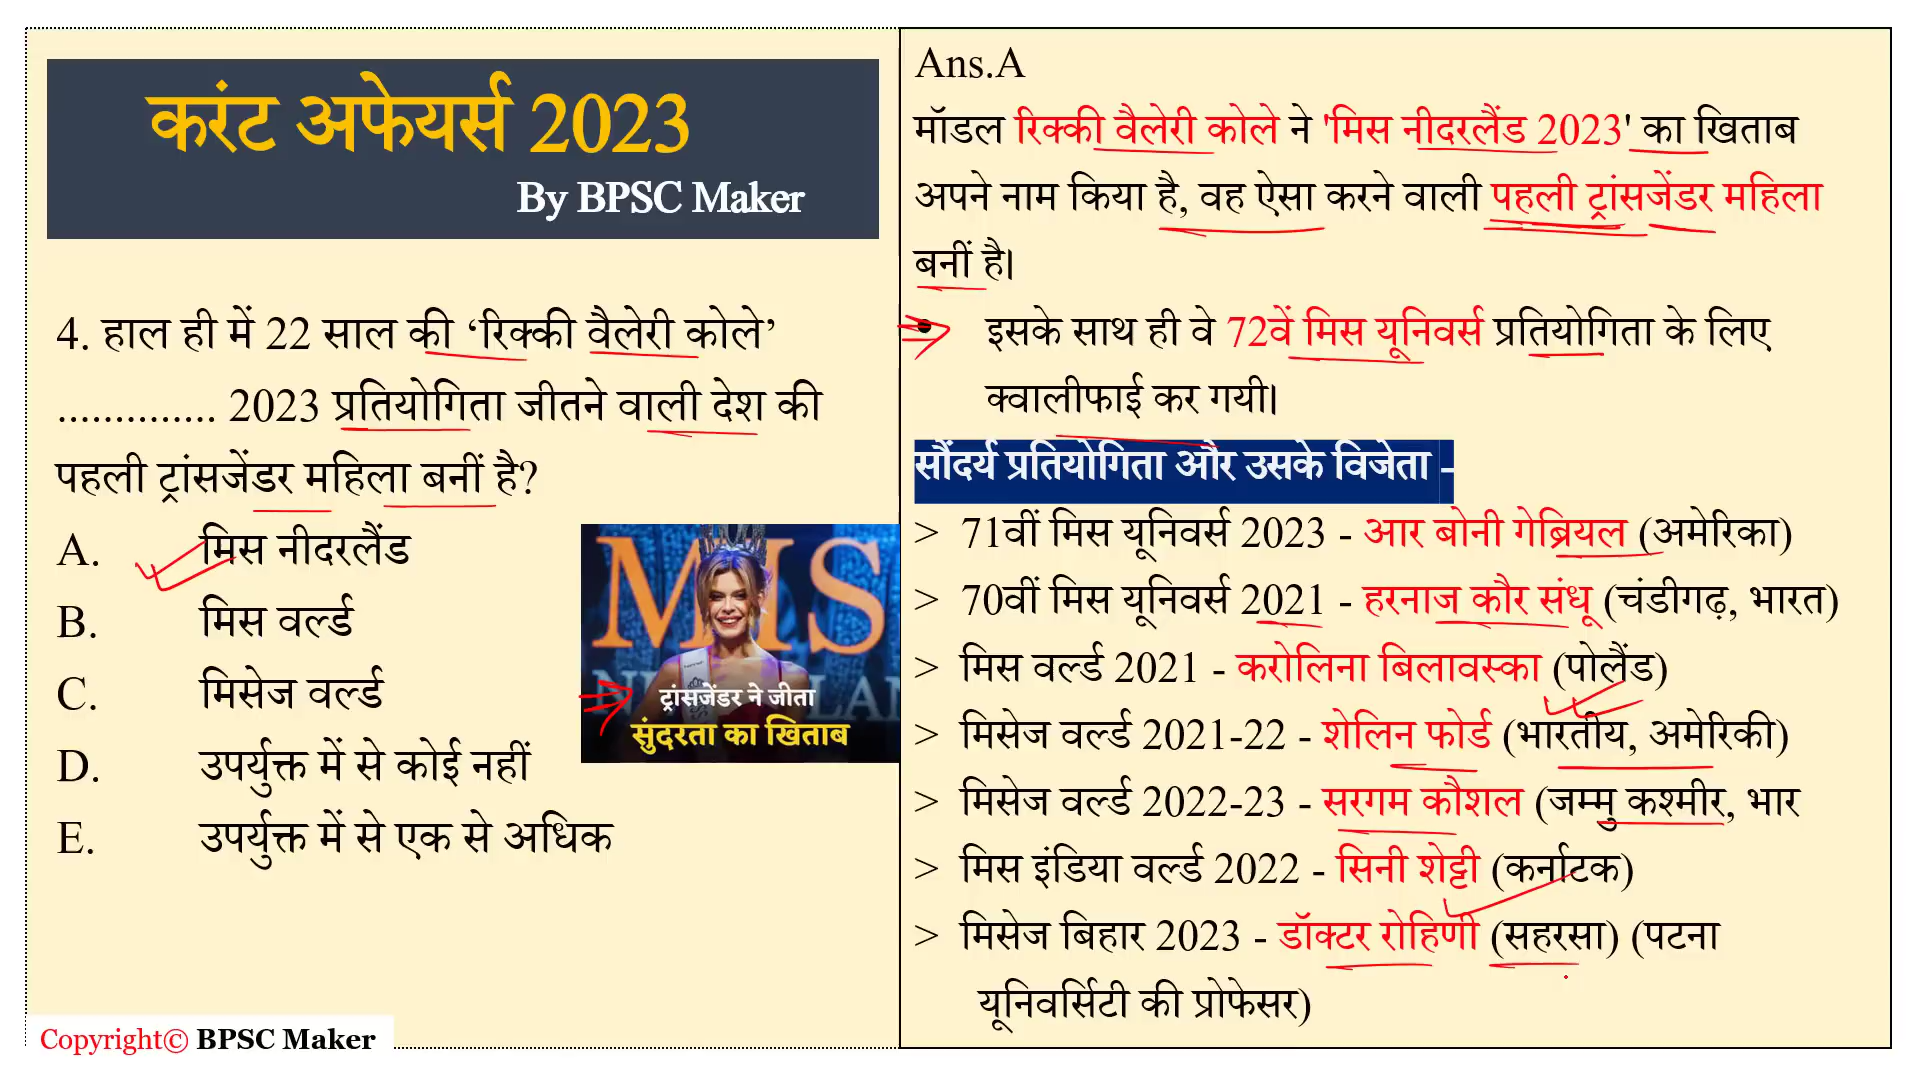 करंट अफेयर्स 2023
By BPSC Maker
4. हाल ही में 22 साल की ‘रिक्की वैलेरी कोले’
.............. 2023 प्रतियोगिता जीतने वाली देश की
पहली ट्रांसजेंडर महिला बनीं है?
A. मिस नीदरलैंड
B. मिस वर्ल्ड
C. मिसेज वर्ल्ड
D. उपर्युक्त में से कोई नहीं
E. उपर्युक्त में से एक से अधिक
MIS
ट्रांसजेंडर ने जीता
सुंदरता का खिताब
Copyright© BPSC Maker
Ans.A
मॉडल रिक्की वैलेरी कोले ने 'मिस नीदरलैंड 2023' का खिताब
अपने नाम किया है, वह ऐसा करने वाली पहली ट्रांसजेंडर महिला
बनीं है।
• इसके साथ ही वे 72वें मिस यूनिवर्स प्रतियोगिता के लिए
क्वालीफाई कर गयी।
सौंदर्य प्रतियोगिता और उसके विजेता -
> 71वीं मिस यूनिवर्स 2023 - आर बोनी गेब्रियल (अमेरिका)
> 70वीं मिस यूनिवर्स 2021 - हरनाज कौर संधू (चंडीगढ़, भारत)
> मिस वर्ल्ड 2021 - करोलिना बिलावस्का (पोलैंड)
> मिसेज वर्ल्ड 2021-22 - शेलिन फोर्ड (भारतीय, अमेरिकी)
> मिसेज वर्ल्ड 2022-23 - सरगम कौशल (जम्मु कश्मीर, भार
> मिस इंडिया वर्ल्ड 2022 - सिनी शेट्टी (कर्नाटक)
> मिसेज बिहार 2023 - डॉक्टर रोहिणी (सहरसा) (पटना
यूनिवर्सिटी की प्रोफेसर)